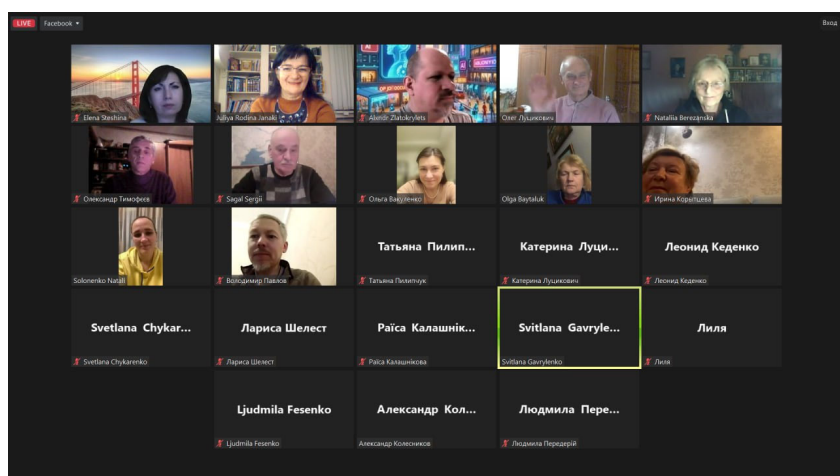 LIVE Facebook Вход
Elena Steshina
Juliya Rodina Janski
Alxndr Zlatokrylets
Олег Луцикович
Nataliia Berezanska
Олександр Тимофеєв
Sagal Sergii
Ольга Вакуленко
Olga Baytaluk
Ирина Корытцева
Solonenko Natali
Володимир Павлов
Татьяна Пилип...
Татьяна Пилипчук
Катерина Луци...
Катерина Луцикович
Леонид Кеденко
Леонид Кеденко
Svetlana Chykar...
Svetlana Chykarenko
Лариса Шелест
Лариса Шелест
Раїса Калашнік...
Раїса Калашнікова
Svitlana Gavryle...
Svitlana Gavrylenko
Лиля
Лиля
Ljudmila Fesenko
Ljudmila Fesenko
Александр Кол...
Александр Колесников
Людмила Пере...
Людмила Передерій